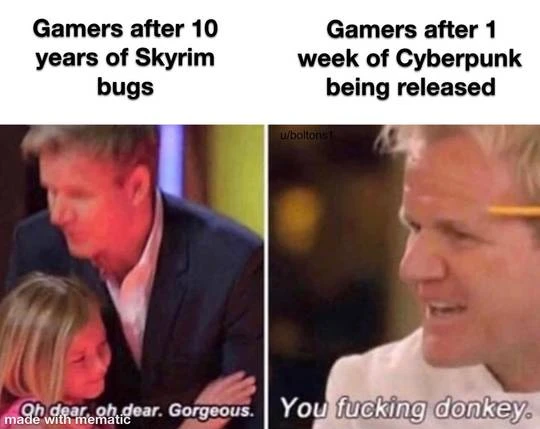 Gamers after 10
years of Skyrim
bugs
Gamers after 1
week of Cyberpunk
being released
u/boltons1
Oh dear, oh dear. Gorgeous.
made with mematic
You fucking donkey.